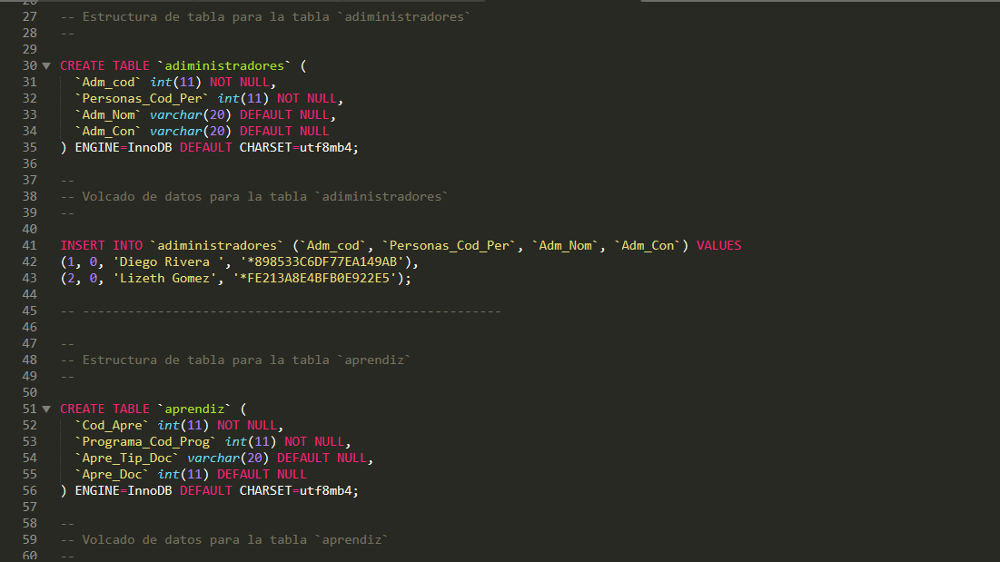 27 -- Estructura de tabla para la tabla `adiministradores`
28 --
29
30 CREATE TABLE `adiministradores` (
31 `Adm_cod` int(11) NOT NULL,
32 `Personas_Cod_Per` int(11) NOT NULL,
33 `Adm_Nom` varchar(20) DEFAULT NULL,
34 `Adm_Con` varchar(20) DEFAULT NULL
35 ) ENGINE=InnoDB DEFAULT CHARSET=utf8mb4;
36
37 --
38 -- Volcado de datos para la tabla `adiministradores`
39 --
40
41 INSERT INTO `adiministradores` (`Adm_cod`, `Personas_Cod_Per`, `Adm_Nom`, `Adm_Con`) VALUES
42 (1, 0, 'Diego Rivera ', '*898533C6DF77EA149AB'),
43 (2, 0, 'Lizeth Gomez', '*FE213A8E4BFB0E922E5');
44
45 -- --------------------------------------------------------
46
47 --
48 -- Estructura de tabla para la tabla `aprendiz`
49 --
50
51 CREATE TABLE `aprendiz` (
52 `Cod_Apre` int(11) NOT NULL,
53 `Programa_Cod_Prog` int(11) NOT NULL,
54 `Apre_Tip_Doc` varchar(20) DEFAULT NULL,
55 `Apre_Doc` int(11) DEFAULT NULL
56 ) ENGINE=InnoDB DEFAULT CHARSET=utf8mb4;
57
58 --
59 -- Volcado de datos para la tabla `aprendiz`
60 --